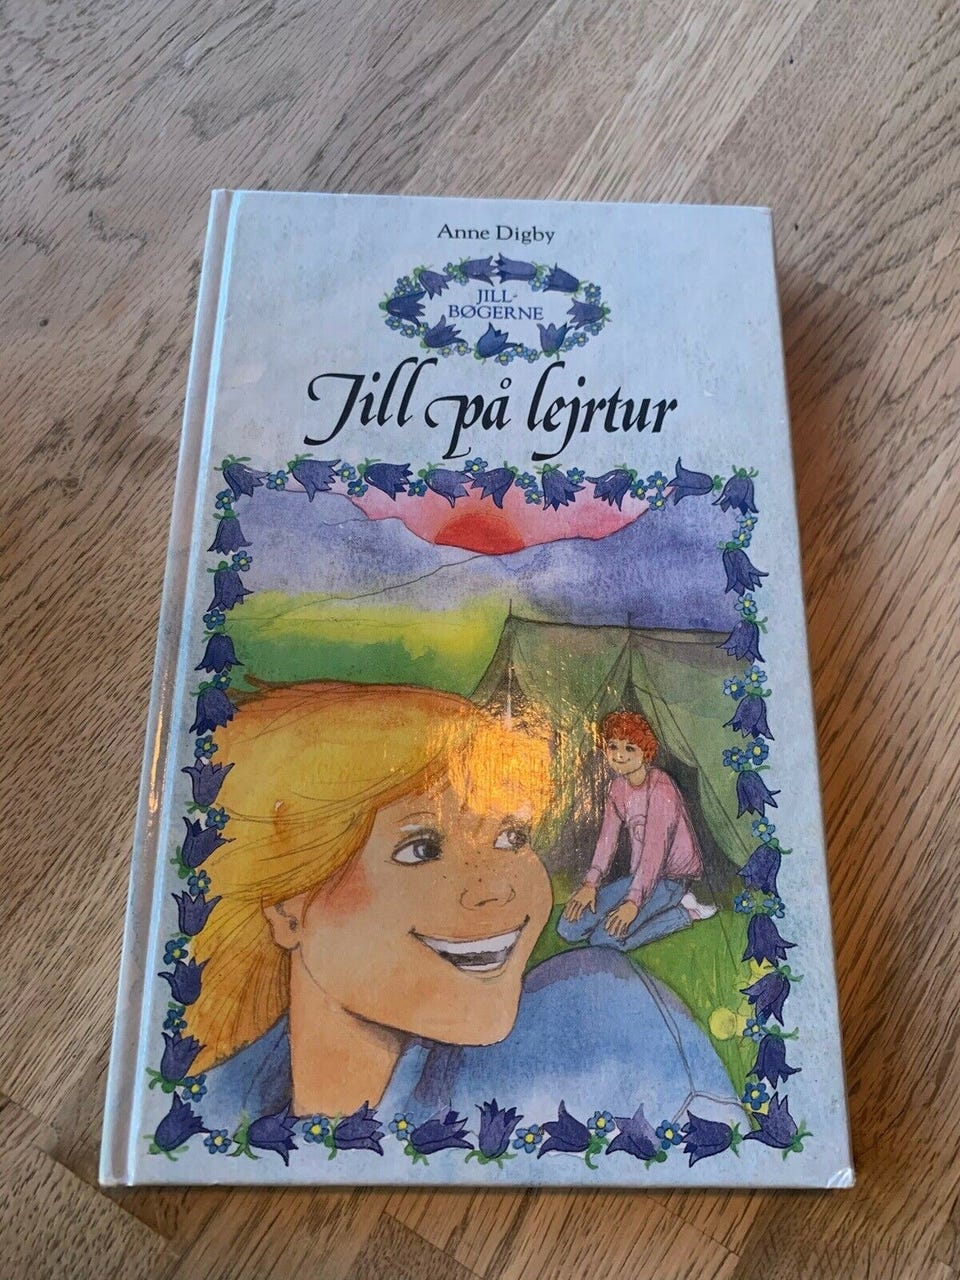 Anne Digby
JILL-
BØGERNE
Jill på lejrtur